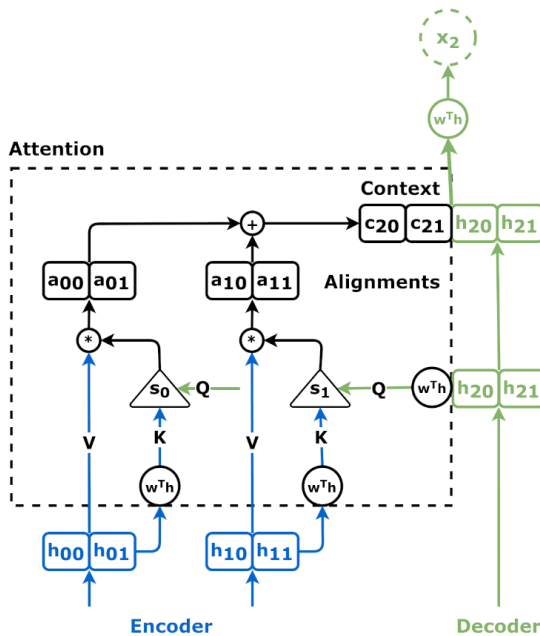 x2
wᵀh
Attention
Context
c20 c21 h20 h21
+
a00 a01 a10 a11 Alignments
* *
s0 Q s1 Q wᵀh h20 h21
V K V K
wᵀh wᵀh
h00 h01 h10 h11
Encoder Decoder